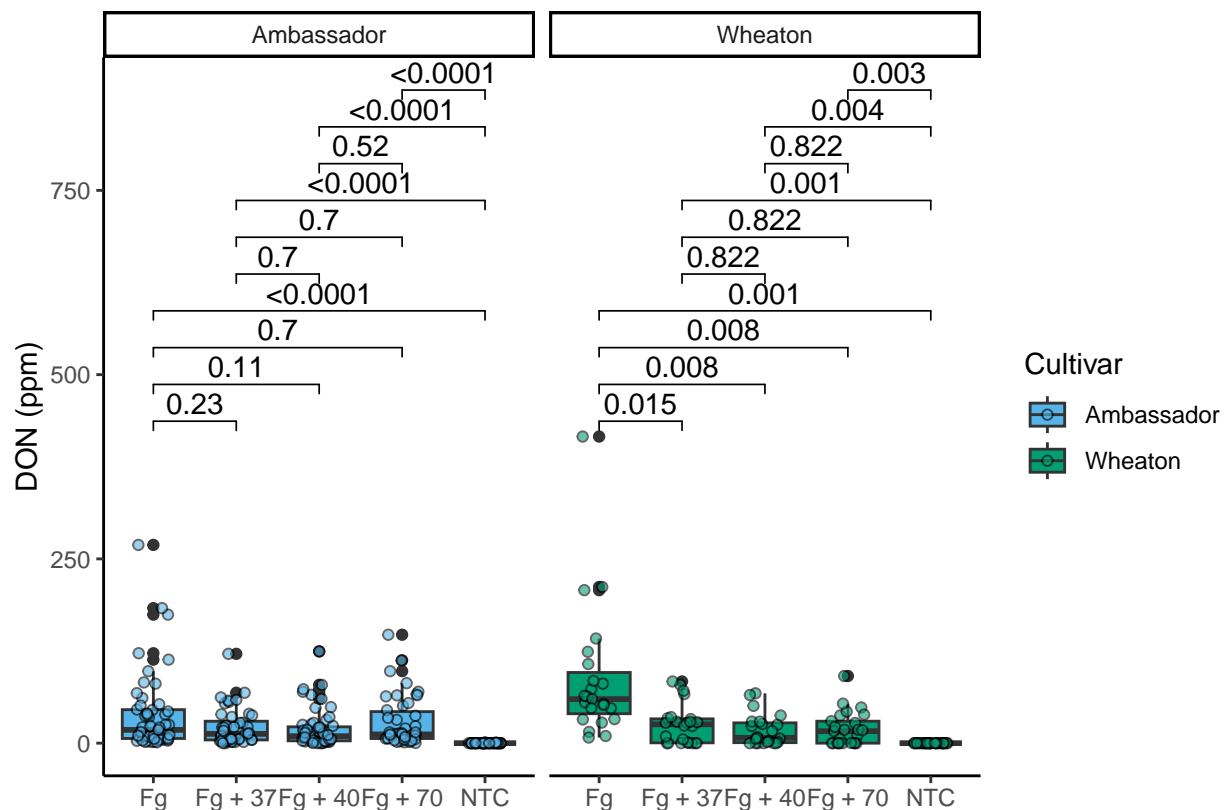 Ambassador
Wheaton
<0.0001
<0.0001
0.52
<0.0001
0.7
0.7
<0.0001
0.7
0.11
0.23
0.003
0.004
0.822
0.001
0.822
0.822
0.001
0.008
0.008
0.015
DON (ppm)
750
500
250
0
Fg
Fg + 37
Fg + 40
Fg + 70
NTC
Fg
Fg + 37
Fg + 40
Fg + 70
NTC
Cultivar
Ambassador
Wheaton